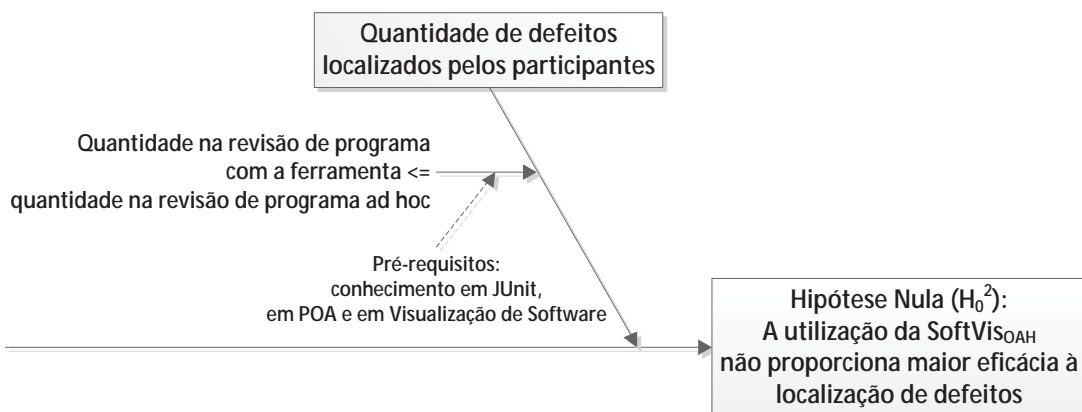 Quantidade de defeitos
localizados pelos participantes
Quantidade na revisão de programa
com a ferramenta <=
quantidade na revisão de programa ad hoc
Pré-requisitos:
conhecimento em JUnit,
em POA e em Visualização de Software
Hipótese Nula (H₀²):
A utilização da SoftVisOAH
não proporciona maior eficácia à
localização de defeitos